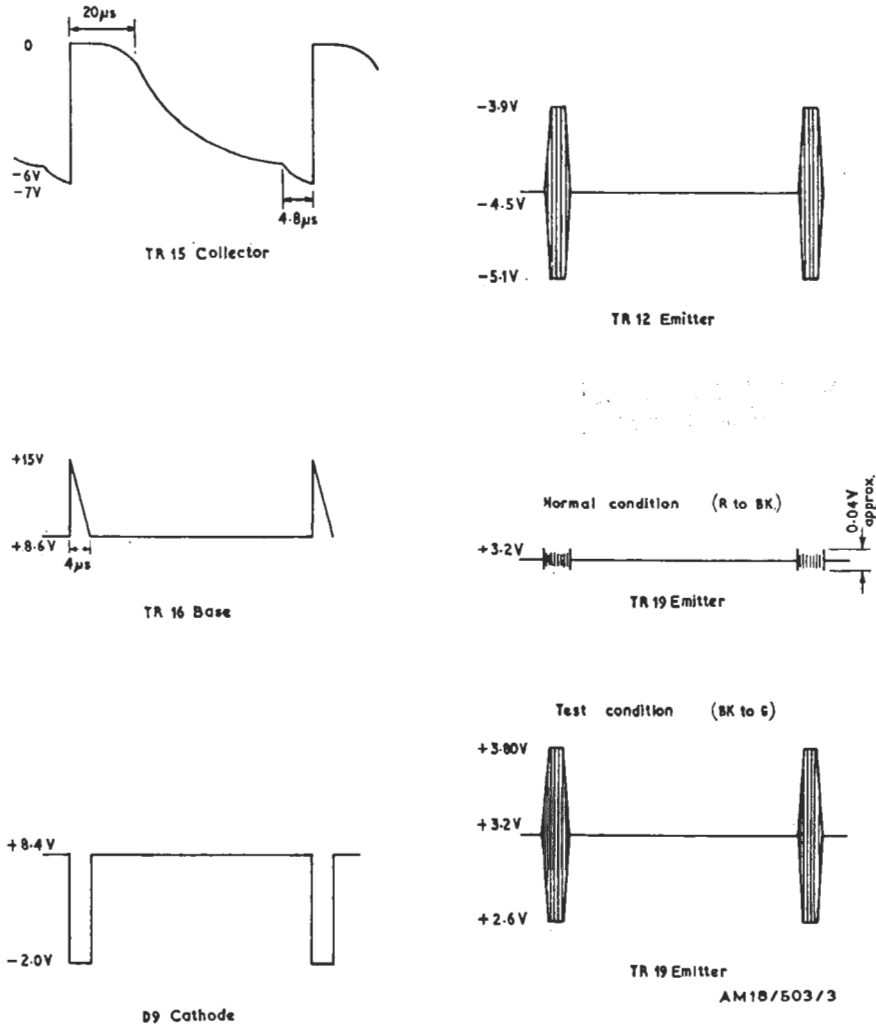 20µs
0
-6V
-7V
4·8µs
TR 15 Collector
-3.9V
-4.5V
-5.1V
TR 12 Emitter
+15V
+8.6V
4µs
TR 16 Base
Normal condition (R to BK.)
+3.2V
0.04V
approx.
TR 19 Emitter
Test condition (BK to G)
+3.80V
+3.2V
+2.6V
TR 19 Emitter
+8.4V
-2.0V
D9 Cathode
AM18/503/3